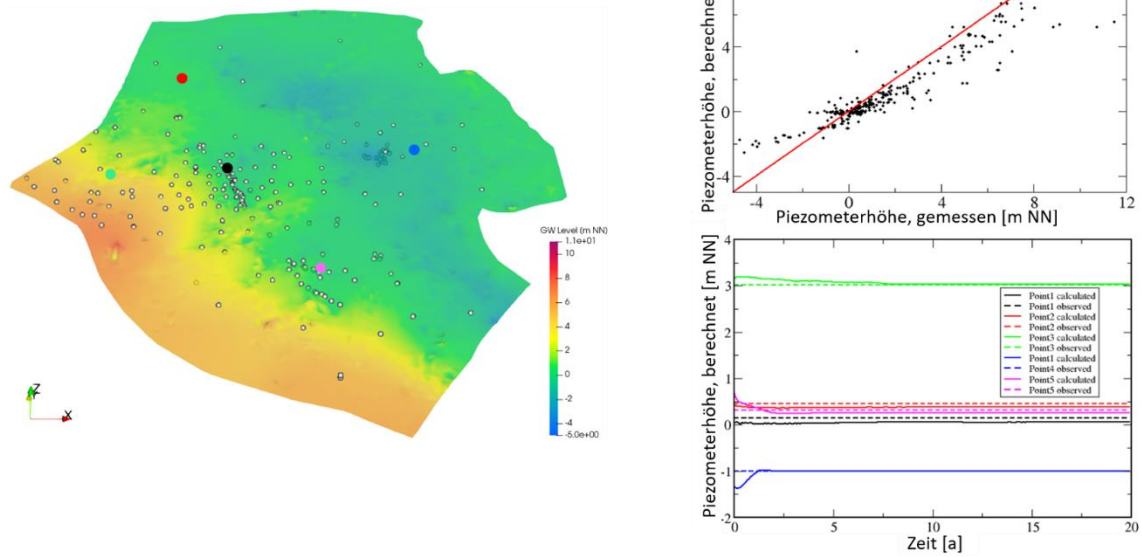 GW Level (m NN)
1.1e+01
10
8
6
4
2
0
-2
-4
-5.0e+00
Z
X
Piezometerhöhe, berechnet
4
0
-4
-4
0
4
8
12
Piezometerhöhe, gemessen [m NN]
Piezometerhöhe, berechnet [m NN]
4
3
2
1
0
-1
-2
Point1 calculated
Point1 observed
Point2 calculated
Point2 observed
Point3 calculated
Point3 observed
Point1 calculated
Point4 observed
Point5 calculated
Point5 observed
0
5
10
15
20
Zeit [a]